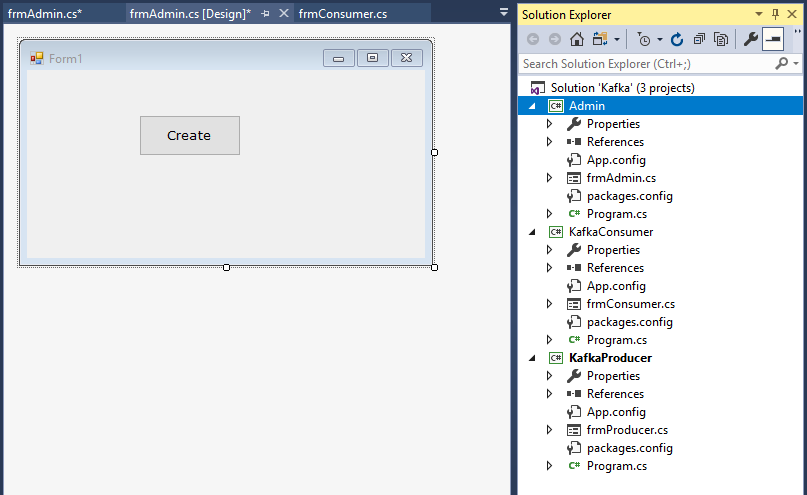 frmAdmin.cs*
frmAdmin.cs [Design]*
frmConsumer.cs
Form1
Create
Solution Explorer
Search Solution Explorer (Ctrl+;)
Solution 'Kafka' (3 projects)
C# Admin
Properties
References
App.config
frmAdmin.cs
packages.config
C# Program.cs
C# KafkaConsumer
Properties
References
App.config
frmConsumer.cs
packages.config
C# Program.cs
C# KafkaProducer
Properties
References
App.config
frmProducer.cs
packages.config
C# Program.cs